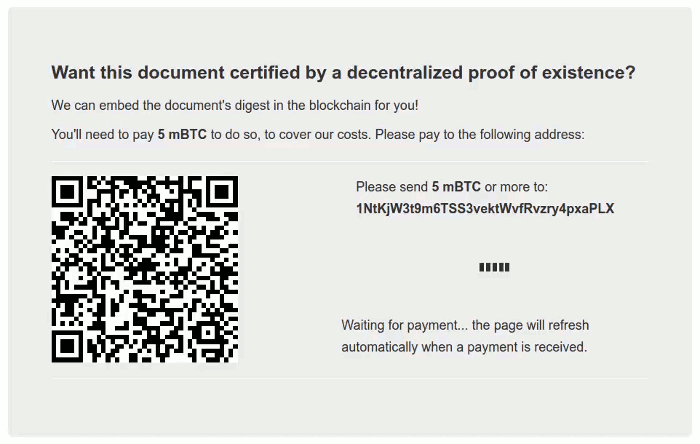 Want this document certified by a decentralized proof of existence?
We can embed the document's digest in the blockchain for you!
You'll need to pay 5 mBTC to do so, to cover our costs. Please pay to the following address:
Please send 5 mBTC or more to:
1NtKjW3t9m6TSS3vektWvfRvzry4pxaPLX
Waiting for payment... the page will refresh
automatically when a payment is received.